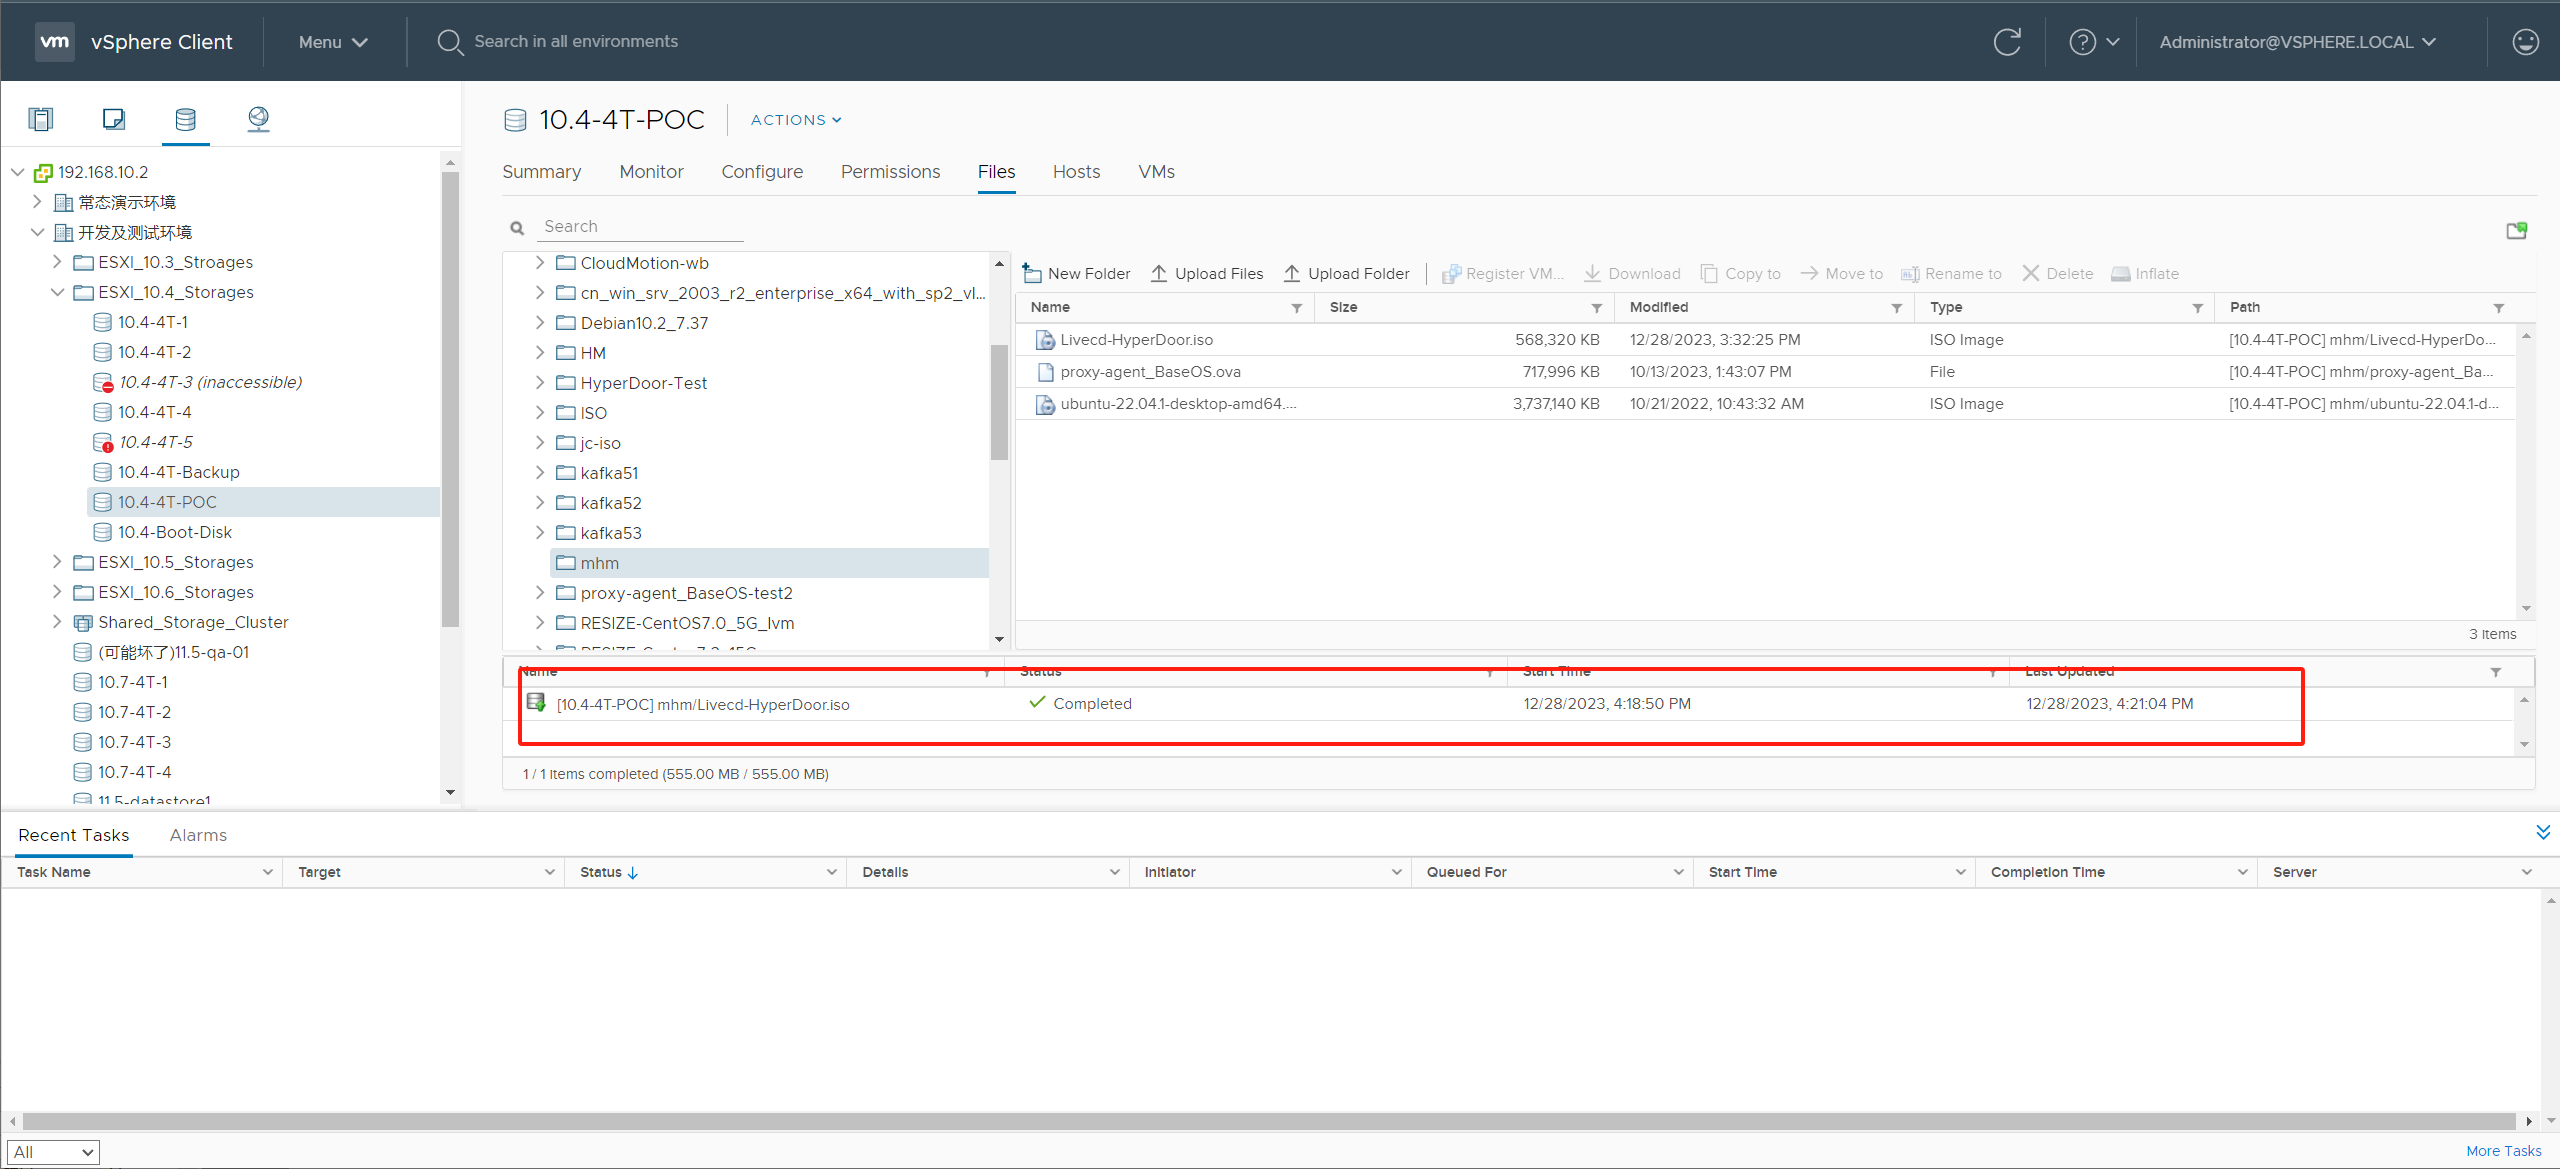 vm vSphere Client Menu Search in all environments Administrator@VSPHERE.LOCAL
192.168.10.2
常态演示环境
开发及测试环境
ESXI_10.3_Stroages
ESXI_10.4_Storages
10.4-4T-1
10.4-4T-2
10.4-4T-3 (inaccessible)
10.4-4T-4
10.4-4T-5
10.4-4T-Backup
10.4-4T-POC
10.4-Boot-Disk
ESXI_10.5_Storages
ESXI_10.6_Storages
Shared_Storage_Cluster
(可能坏了)11.5-qa-01
10.7-4T-1
10.7-4T-2
10.7-4T-3
10.7-4T-4
11.5-datastore1
10.4-4T-POC ACTIONS
Summary Monitor Configure Permissions Files Hosts VMs
Search
CloudMotion-wb
cn_win_srv_2003_r2_enterprise_x64_with_sp2_vl...
Debian10.2_7.37
HM
HyperDoor-Test
ISO
jc-iso
kafka51
kafka52
kafka53
mhm
proxy-agent_BaseOS-test2
RESIZE-CentOS7.0_5G_lvm
New Folder Upload Files Upload Folder Register VM... Download Copy to Move to Rename to Delete Inflate
Name Size Modified Type Path
Livecd-HyperDoor.iso 568,320 KB 12/28/2023, 3:32:25 PM ISO Image [10.4-4T-POC] mhm/Livecd-HyperDo...
proxy-agent_BaseOS.ova 717,996 KB 10/13/2023, 1:43:07 PM File [10.4-4T-POC] mhm/proxy-agent_Ba...
ubuntu-22.04.1-desktop-amd64.... 3,737,140 KB 10/21/2022, 10:43:32 AM ISO Image [10.4-4T-POC] mhm/ubuntu-22.04.1-d...
3 items
Name Status Start Time Last Updated
[10.4-4T-POC] mhm/Livecd-HyperDoor.iso Completed 12/28/2023, 4:18:50 PM 12/28/2023, 4:21:04 PM
1 / 1 items completed (555.00 MB / 555.00 MB)
Recent Tasks Alarms
Task Name Target Status Details Initiator Queued For Start Time Completion Time Server
All
More Tasks